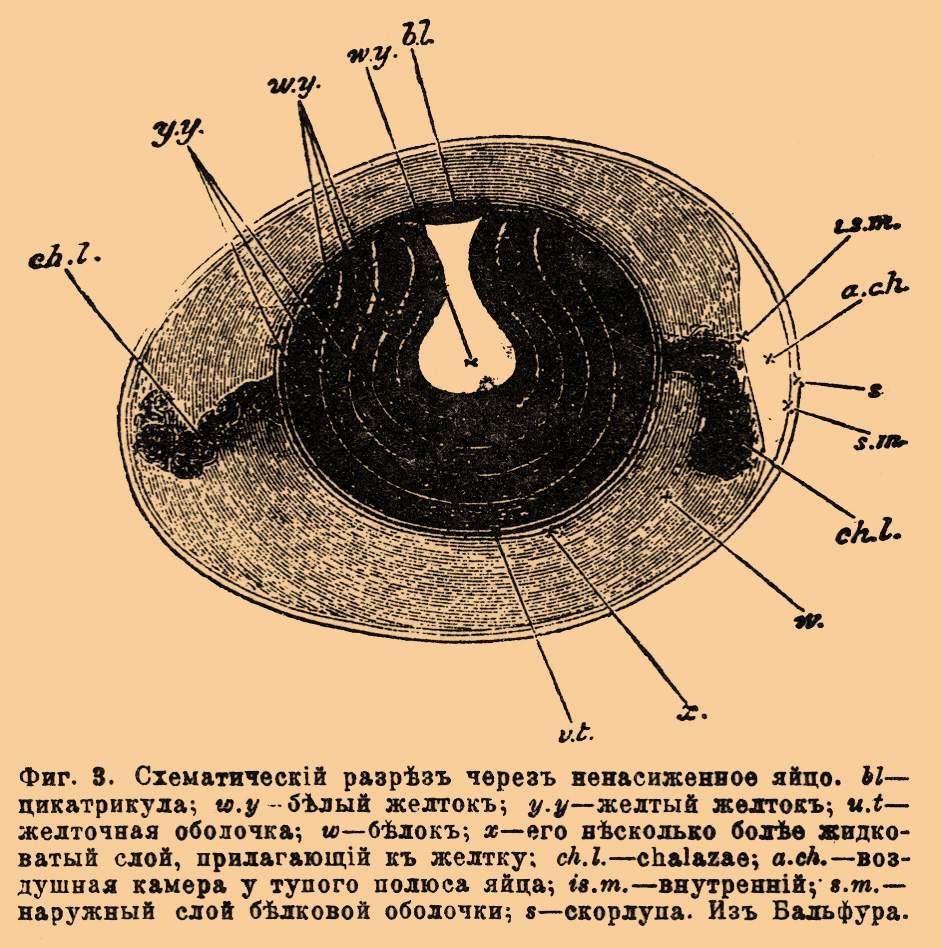 bl
w.y.
w.y.
y.y.
ch.l.
i.s.m.
a.c.h.
s
s.m.
ch.l.
w.
x.
v.t.
Фиг. 3. Схематическій разрѣзъ черезъ ненасиженное яйцо. bl—
цикатрикула; w.y—бѣлый желтокъ; y.y—желтый желтокъ; u.t—
желточная оболочка; w—бѣлокъ; x—его нѣсколько болѣе жидко-
ватый слой, прилагающій къ желтку; ch.l.—chalazae; a.ch.—воз-
душная камера у тупого полюса яйца; is.m.—внутренній; s.m.—
наружный слой бѣлковой оболочки; s—скорлупа. Изъ Бальфура.